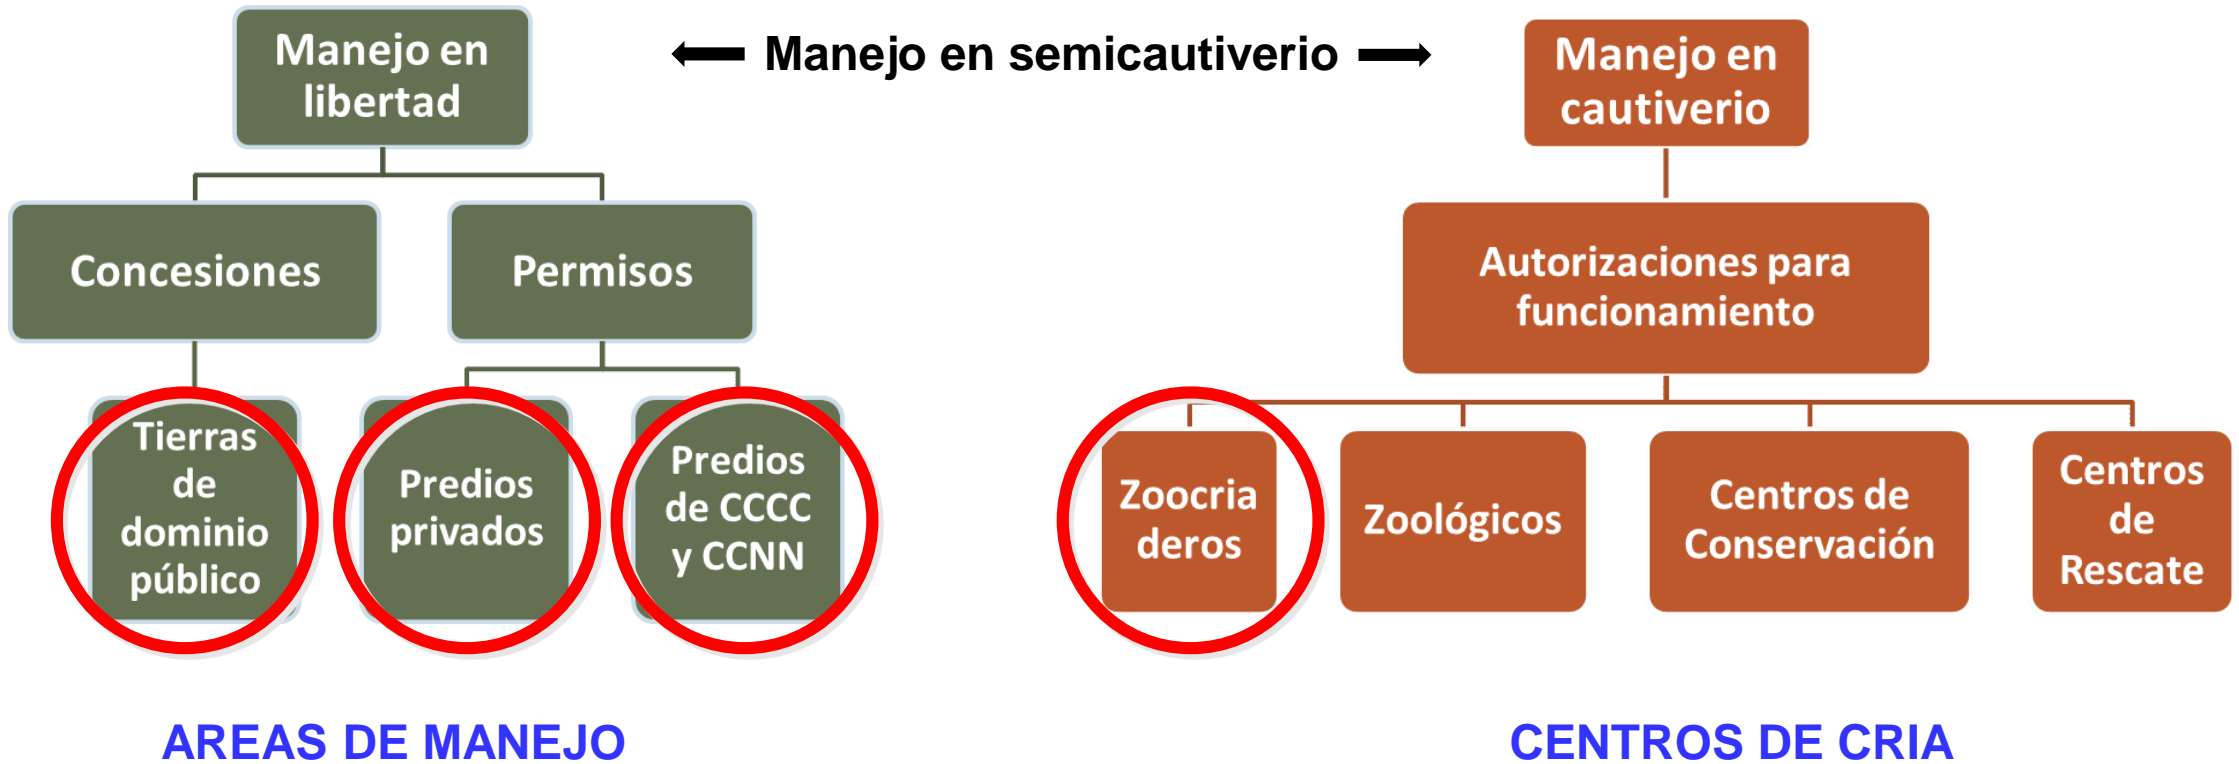 Manejo en
libertad
Manejo en semicautiverio
Manejo en
cautiverio
Concesiones
Permisos
Autorizaciones para
funcionamiento
Tierras
de
dominio
público
Predios
privados
Predios
de CCCC
y CCNN
Zoocria
deros
Zoológicos
Centros de
Conservación
Centros
de
Rescate
AREAS DE MANEJO
CENTROS DE CRIA